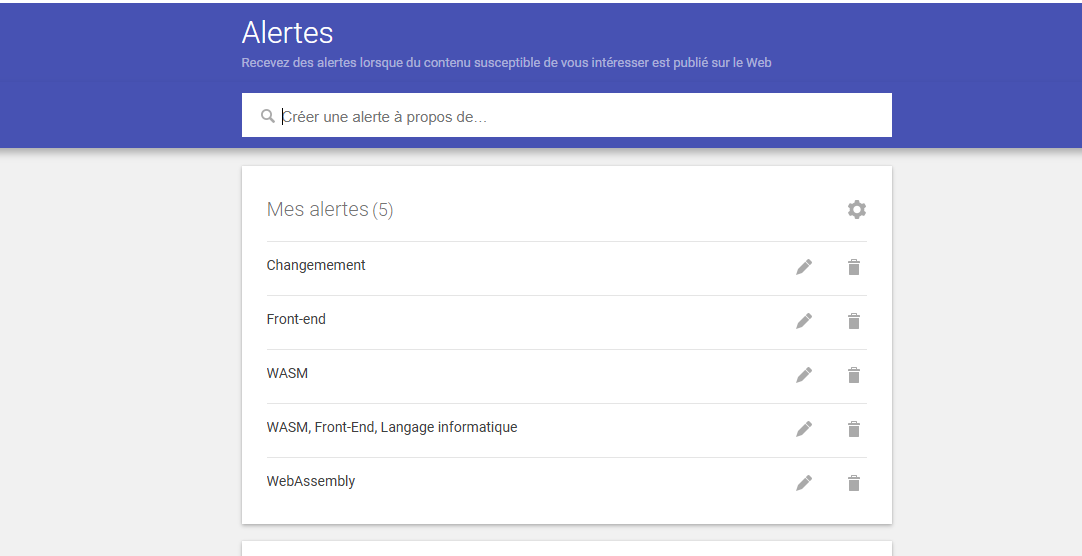 Alertes
Recevez des alertes lorsque du contenu susceptible de vous intéresser est publié sur le Web
Créer une alerte à propos de…
Mes alertes (5)
Changemement
Front-end
WASM
WASM, Front-End, Langage informatique
WebAssembly